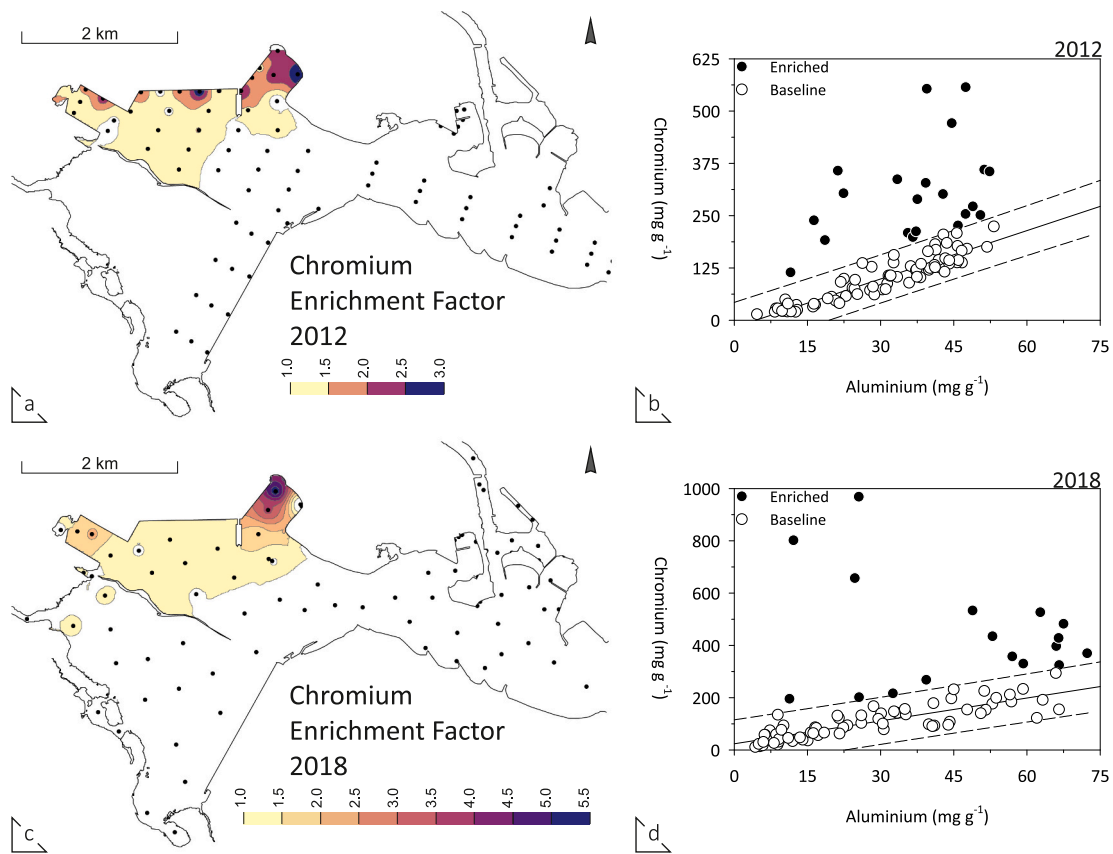 2 km
Chromium
Enrichment Factor
2012
1.0 1.5 2.0 2.5 3.0
a
2012
Enriched
Baseline
Chromium (mg g-1)
625
500
375
250
125
0
0 15 30 45 60 75
Aluminium (mg g-1)
b
2 km
Chromium
Enrichment Factor
2018
1.0 1.5 2.0 2.5 3.0 3.5 4.0 4.5 5.0 5.5
c
2018
Enriched
Baseline
Chromium (mg g-1)
1000
800
600
400
200
0
0 15 30 45 60 75
Aluminium (mg g-1)
d